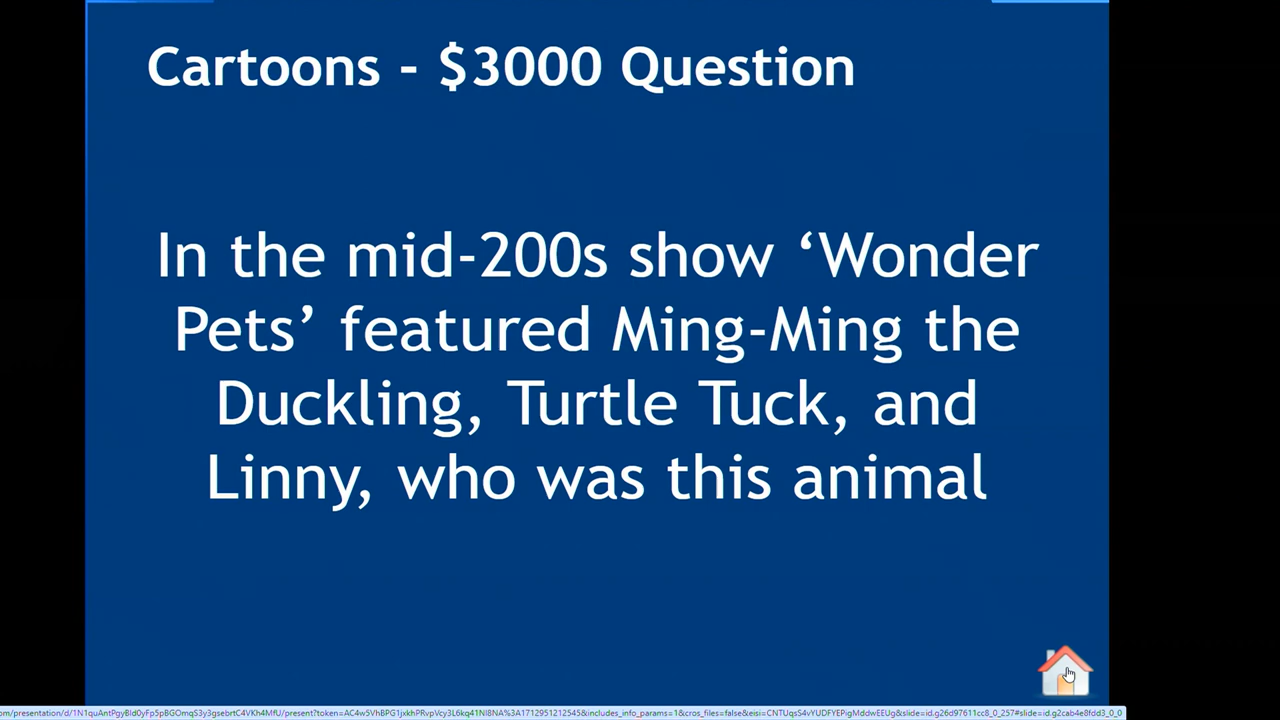 Cartoons - $3000 Question
In the mid-200s show ‘Wonder
Pets’ featured Ming-Ming the
Duckling, Turtle Tuck, and
Linny, who was this animal